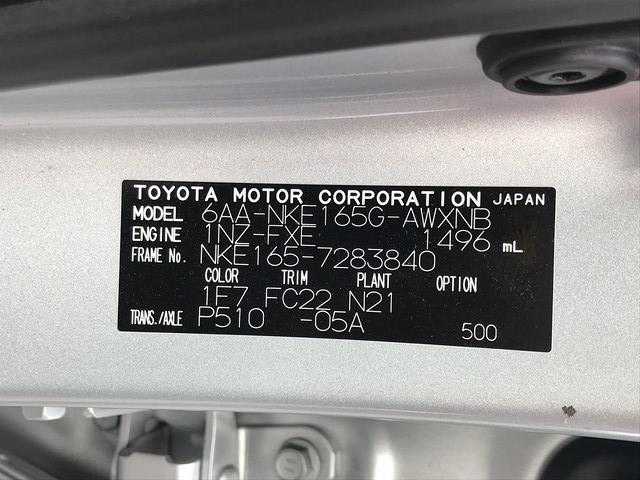 TOYOTA MOTOR CORPORATION JAPAN
MODEL 6AA-NKE165G-AWXNB
ENGINE 1NZ-FXE 1496 mL
FRAME No. NKE165-7283840
COLOR TRIM PLANT OPTION
1F7 FC22 N21
TRANS./AXLE P510 -05A
500